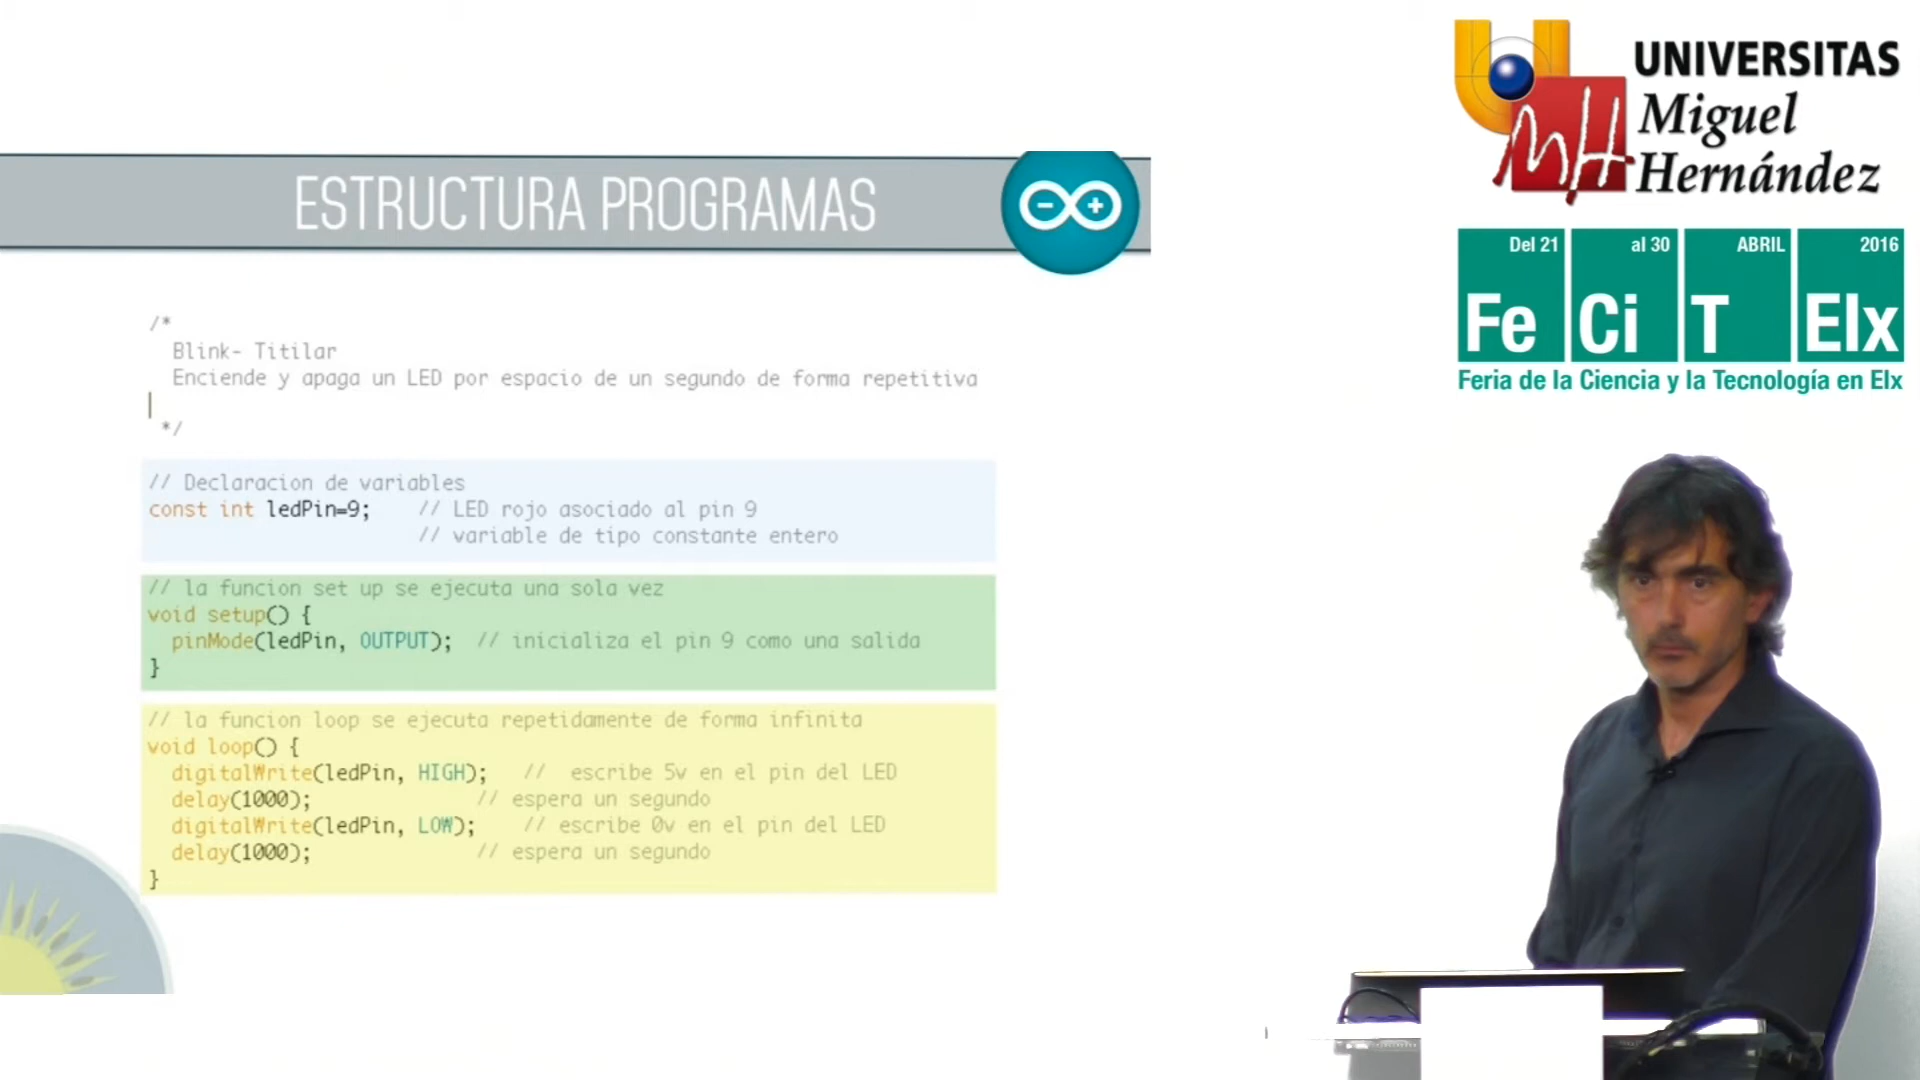 ESTRUCTURA PROGRAMAS
/*
Blink- Titilar
Enciende y apaga un LED por espacio de un segundo de forma repetitiva
*/
// Declaracion de variables
const int ledPin=9; // LED rojo asociado al pin 9
// variable de tipo constante entero
// la funcion set up se ejecuta una sola vez
void setup() {
pinMode(ledPin, OUTPUT); // inicializa el pin 9 como una salida
}
// la funcion loop se ejecuta repetidamente de forma infinita
void loop() {
digitalWrite(ledPin, HIGH); // escribe 5v en el pin del LED
delay(1000); // espera un segundo
digitalWrite(ledPin, LOW); // escribe 0v en el pin del LED
delay(1000); // espera un segundo
}
UNIVERSITAS
Miguel
Hernández
Del 21 al 30 ABRIL 2016
Fe Ci T Elx
Feria de la Ciencia y la Tecnología en Elx